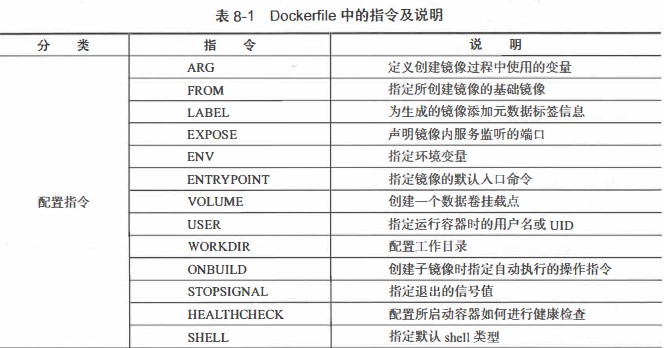 表 8-1 Dockerfile 中的指令及说明
分 类 指 令 说 明
ARG 定义创建镜像过程中使用的变量
FROM 指定所创建镜像的基础镜像
LABEL 为生成的镜像添加元数据标签信息
EXPOSE 声明镜像内服务监听的端口
ENV 指定环境变量
ENTRYPOINT 指定镜像的默认入口命令
配置指令 VOLUME 创建一个数据卷挂载点
USER 指定运行容器时的用户名或 UID
WORKDIR 配置工作目录
ONBUILD 创建子镜像时指定自动执行的操作指令
STOPSIGNAL 指定退出的信号值
HEALTHCHECK 配置所启动容器如何进行健康检查
SHELL 指定默认 shell 类型